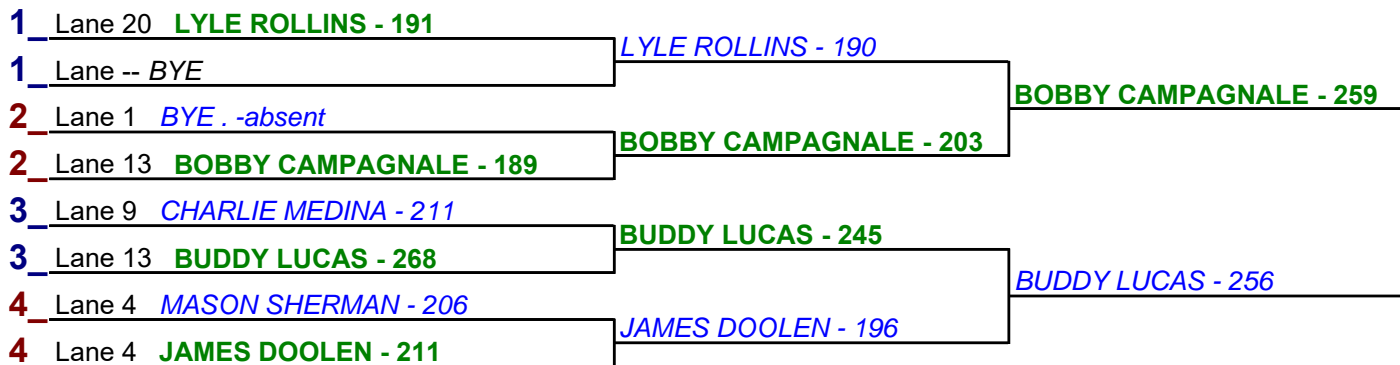 1_ Lane 20 LYLE ROLLINS - 191
LYLE ROLLINS - 190
1_ Lane -- BYE
BOBBY CAMPAGNALE - 259
2_ Lane 1 BYE . -absent
BOBBY CAMPAGNALE - 203
2_ Lane 13 BOBBY CAMPAGNALE - 189
3_ Lane 9 CHARLIE MEDINA - 211
BUDDY LUCAS - 245
3_ Lane 13 BUDDY LUCAS - 268
BUDDY LUCAS - 256
4_ Lane 4 MASON SHERMAN - 206
JAMES DOOLEN - 196
4 Lane 4 JAMES DOOLEN - 211